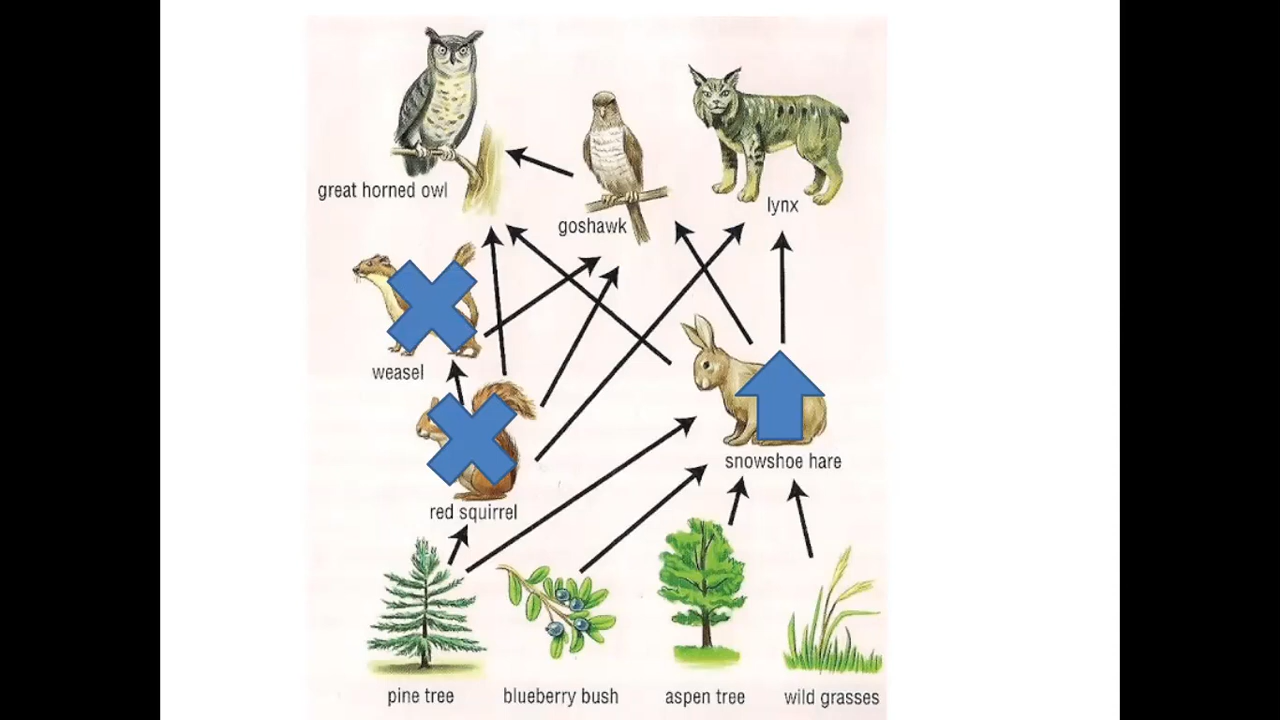 great horned owl
goshawk
lynx
weasel
snowshoe hare
red squirrel
pine tree
blueberry bush
aspen tree
wild grasses